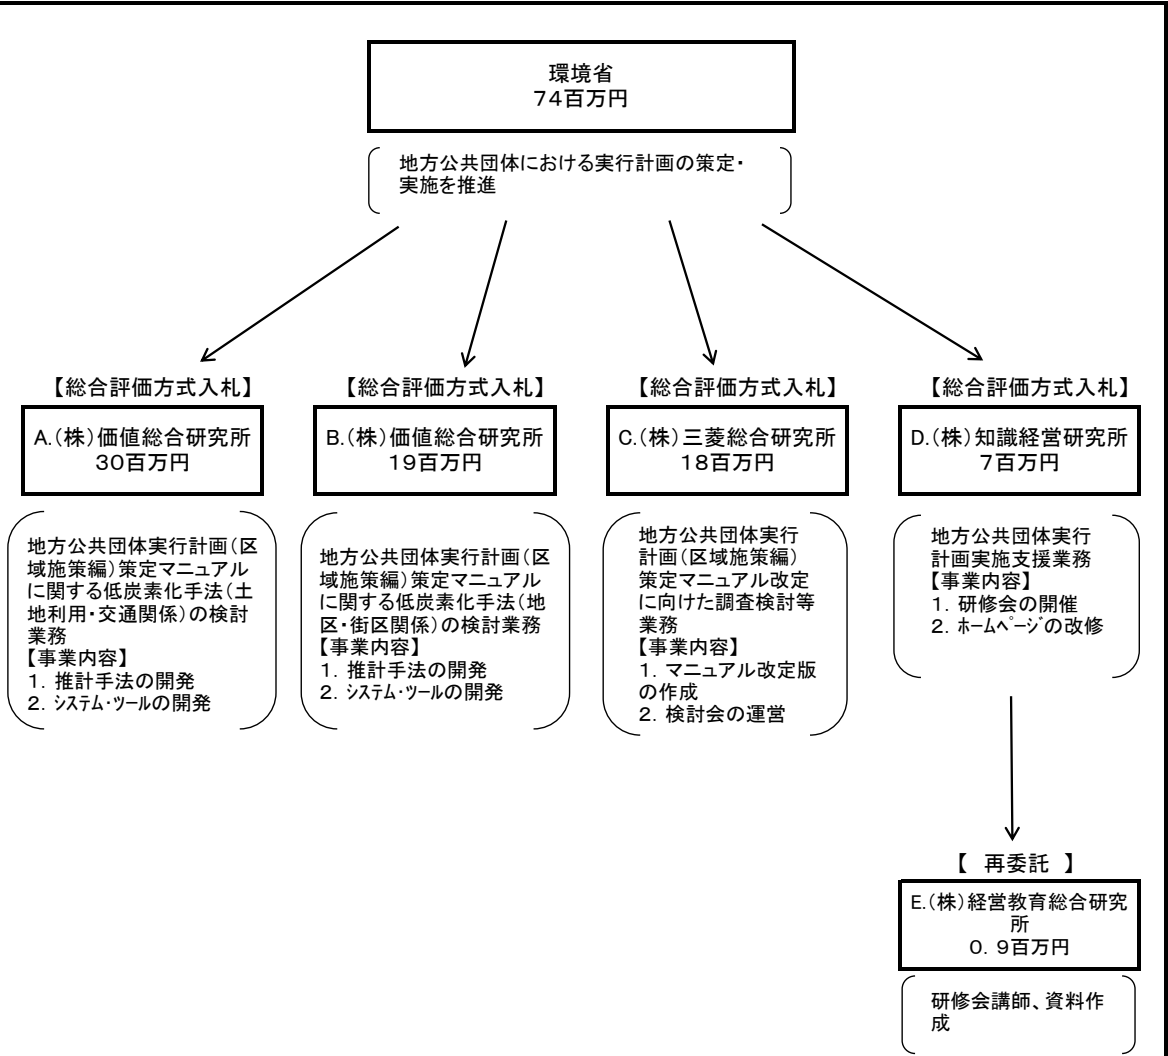 環境省
74百万円
地方公共団体における実行計画の策定・
実施を推進
【総合評価方式入札】
A.(株)価値総合研究所
30百万円
地方公共団体実行計画(区
域施策編)策定マニュアル
に関する低炭素化手法(土
地利用・交通関係)の検討
業務
【事業内容】
1. 推計手法の開発
2. システム・ツールの開発
【総合評価方式入札】
B.(株)価値総合研究所
19百万円
地方公共団体実行計画(区
域施策編)策定マニュアル
に関する低炭素化手法(地
区・街区関係)の検討業務
【事業内容】
1. 推計手法の開発
2. システム・ツールの開発
【総合評価方式入札】
C.(株)三菱総合研究所
18百万円
地方公共団体実行
計画(区域施策編)
策定マニュアル改定
に向けた調査検討等
業務
【事業内容】
1. マニュアル改定版
の作成
2. 検討会の運営
【総合評価方式入札】
D.(株)知識経営研究所
7百万円
地方公共団体実行
計画実施支援業務
【事業内容】
1. 研修会の開催
2. ホームページの改修
【 再委託 】
E.(株)経営教育総合研究
所
0. 9百万円
研修会講師、資料作
成